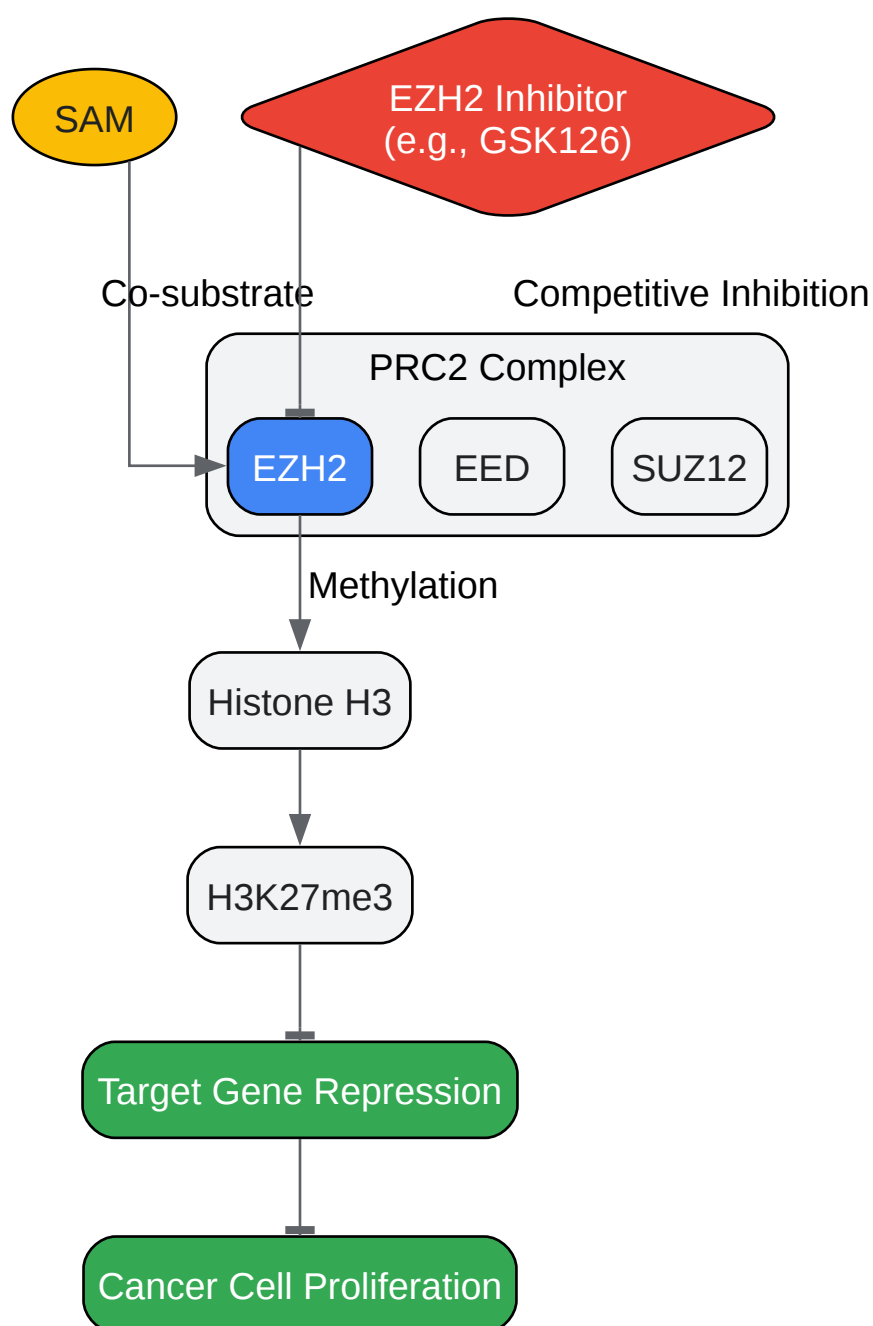 SAM
EZH2 Inhibitor
(e.g., GSK126)
Co-substrate
Competitive Inhibition
PRC2 Complex
EZH2
EED
SUZ12
Methylation
Histone H3
H3K27me3
Target Gene Repression
Cancer Cell Proliferation